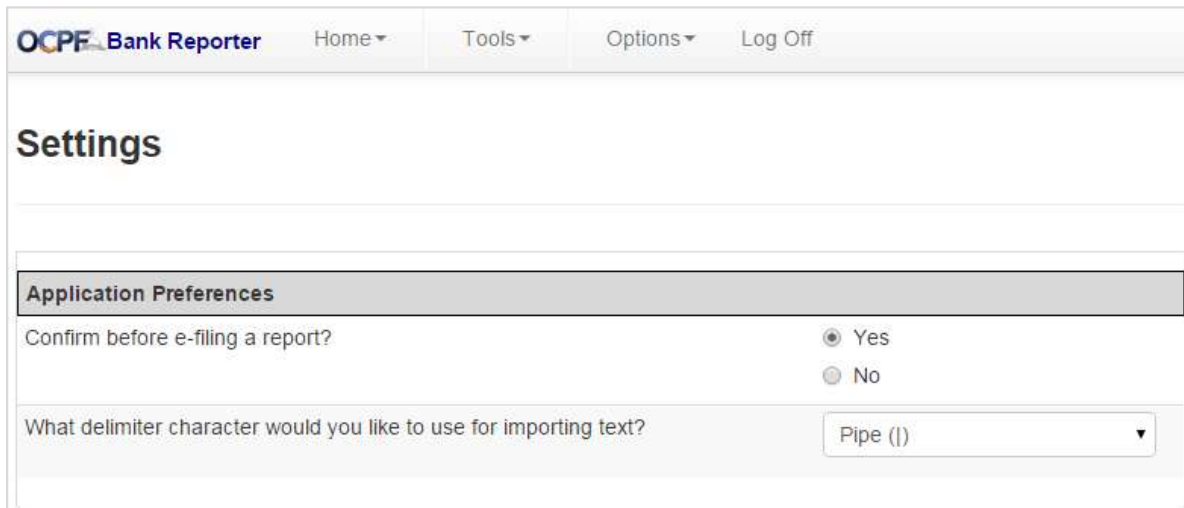 OCPF Bank Reporter Home Tools Options Log Off
Settings
Application Preferences
Confirm before e-filing a report? Yes
No
What delimiter character would you like to use for importing text? Pipe (|)